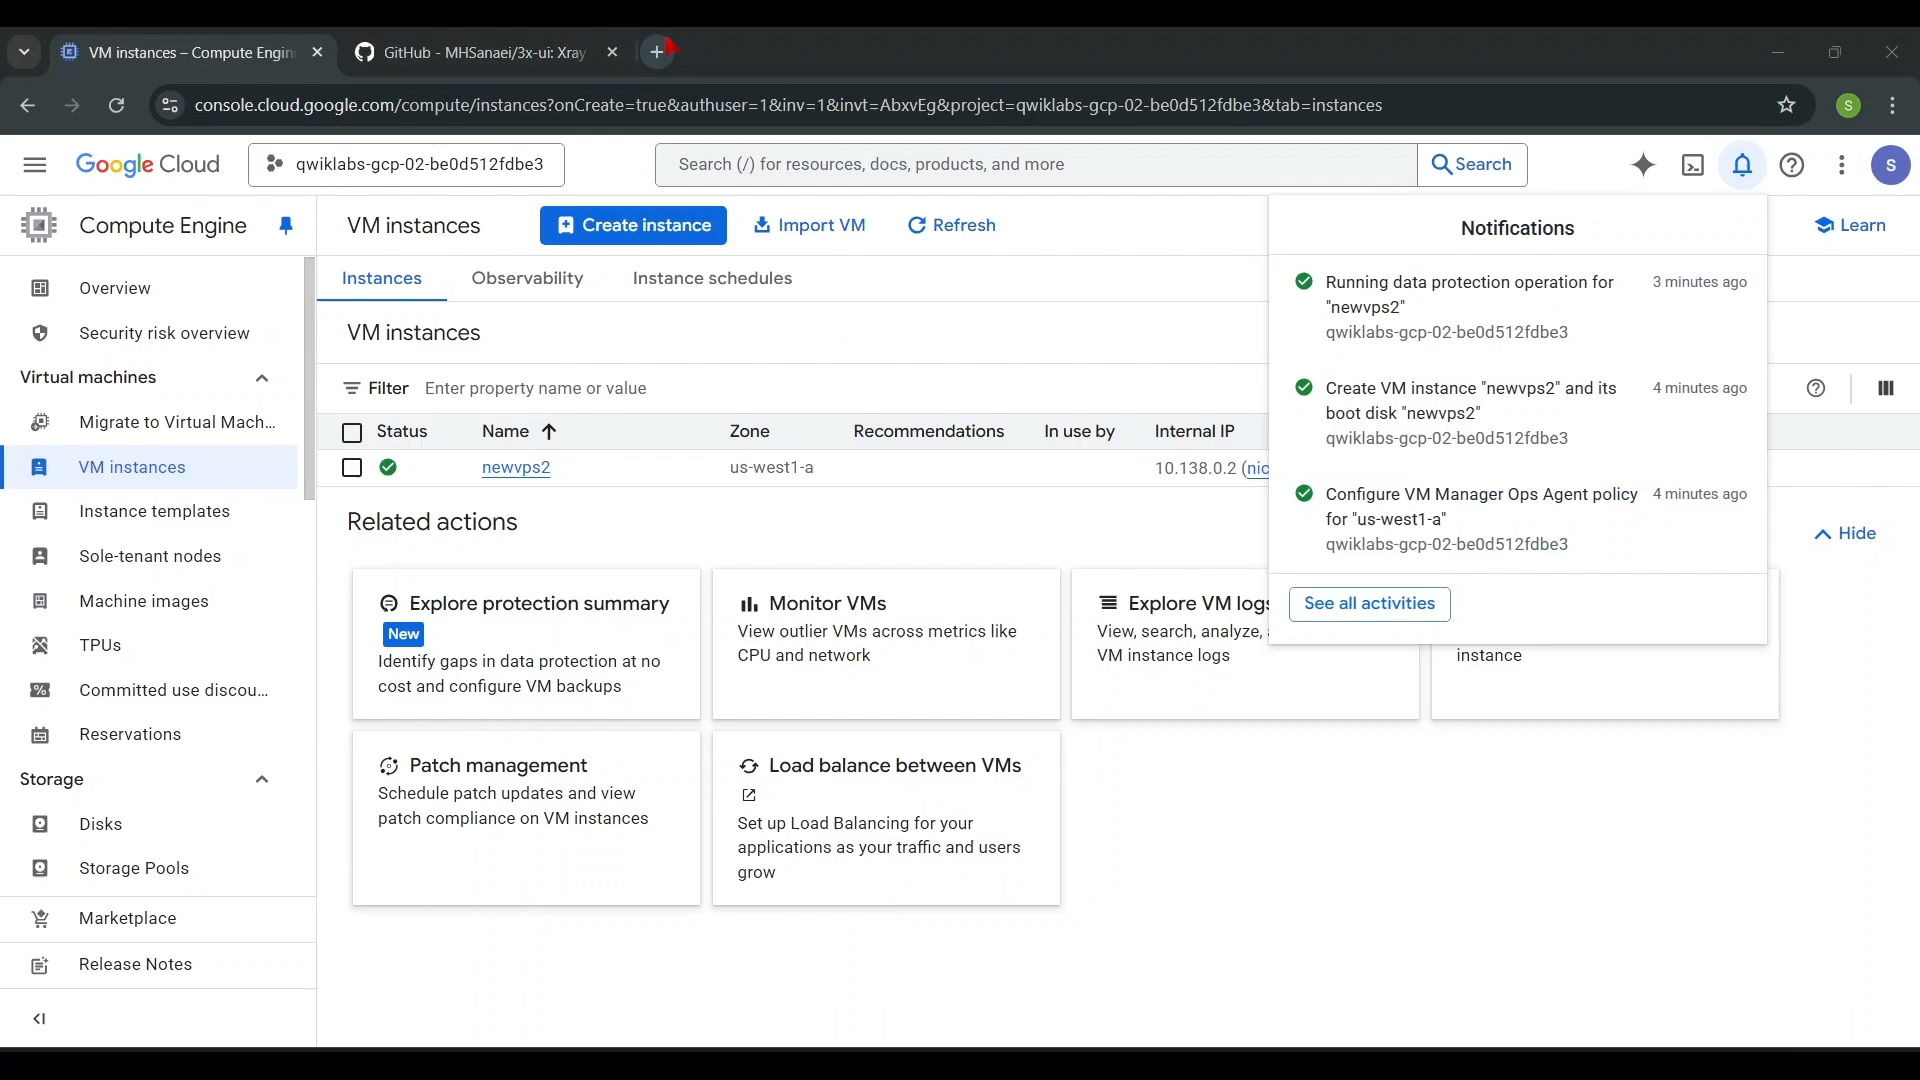 VM instances – Compute Engin
GitHub - MHSanaei/3x-ui: Xray
console.cloud.google.com/compute/instances?onCreate=true&authuser=1&inv=1&invt=AbxvEg&project=qwiklabs-gcp-02-be0d512fdbe3&tab=instances
S
Google Cloud
qwiklabs-gcp-02-be0d512fdbe3
Search (/) for resources, docs, products, and more
Search
S
Compute Engine
VM instances
Create instance
Import VM
Refresh
Learn
Overview
Security risk overview
Virtual machines
Migrate to Virtual Mach...
VM instances
Instance templates
Sole-tenant nodes
Machine images
TPUs
Committed use discou...
Reservations
Storage
Disks
Storage Pools
Marketplace
Release Notes
Instances
Observability
Instance schedules
VM instances
Filter
Enter property name or value
Status
Name
Zone
Recommendations
In use by
Internal IP
newvps2
us-west1-a
10.138.0.2 (nic
Related actions
Hide
Explore protection summary
New
Identify gaps in data protection at no
cost and configure VM backups
Monitor VMs
View outlier VMs across metrics like
CPU and network
Explore VM logs
View, search, analyze,
VM instance logs
instance
Patch management
Schedule patch updates and view
patch compliance on VM instances
Load balance between VMs
Set up Load Balancing for your
applications as your traffic and users
grow
Notifications
Running data protection operation for
"newvps2"
qwiklabs-gcp-02-be0d512fdbe3
3 minutes ago
Create VM instance "newvps2" and its
boot disk "newvps2"
qwiklabs-gcp-02-be0d512fdbe3
4 minutes ago
Configure VM Manager Ops Agent policy
for "us-west1-a"
qwiklabs-gcp-02-be0d512fdbe3
4 minutes ago
See all activities